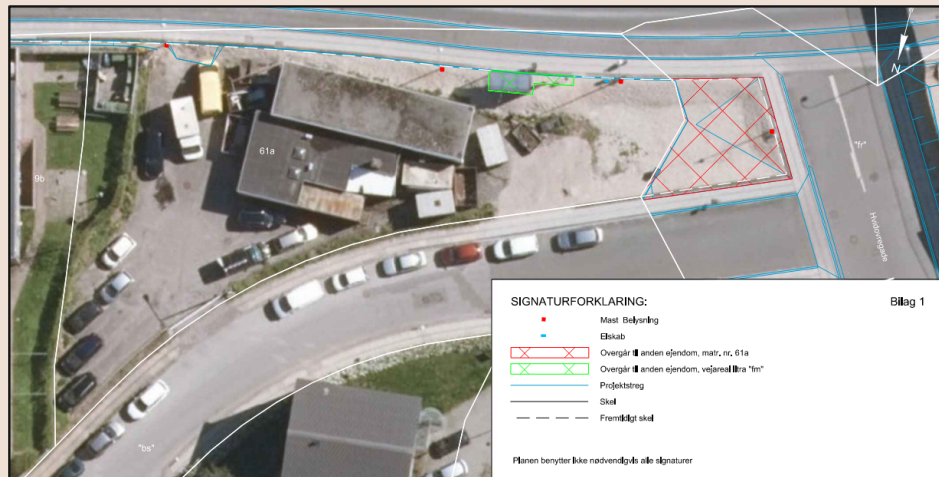 N
61a
9b
"fr"
Hvidovregade
"bs"
SIGNATURFORKLARING:
Bilag 1
Mast Belysning
Elskab
Overgår til anden ejendom, matr. nr. 61a
Overgår til anden ejendom, vejareal litra "fm"
Projektstreg
Skel
Fremtidigt skel
Planen benytter ikke nødvendigvis alle signaturer